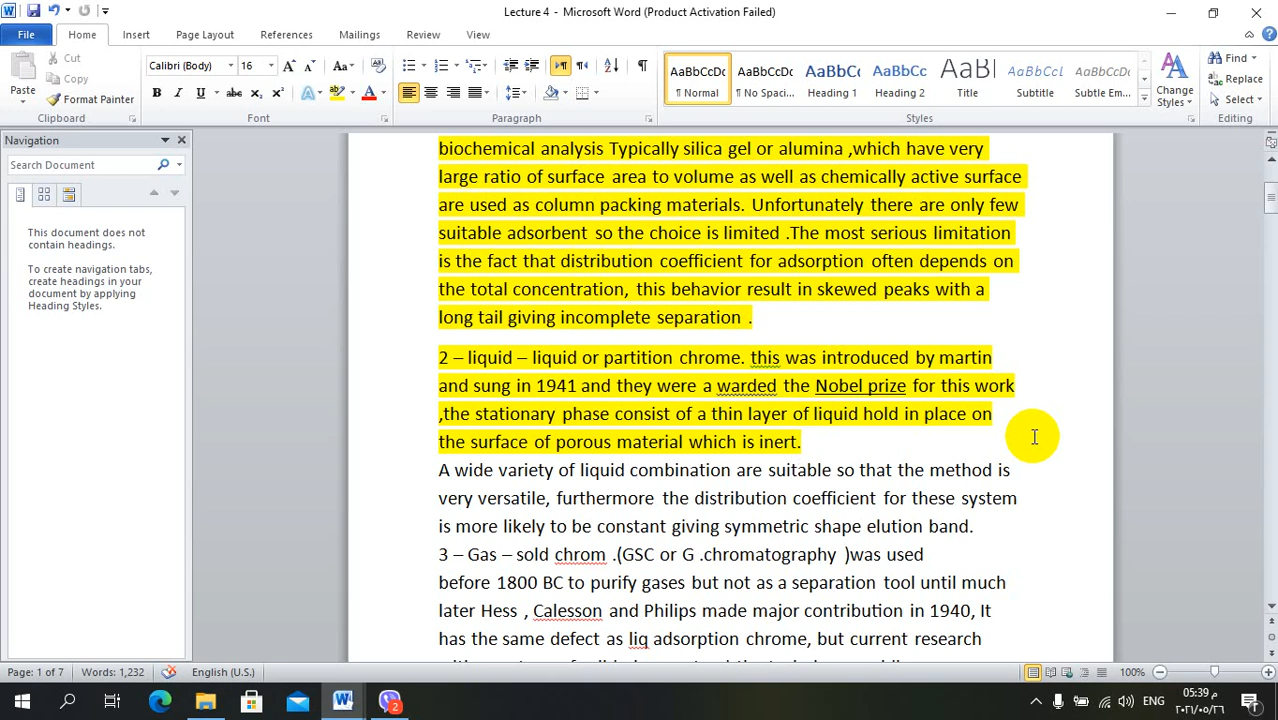 Lecture 4 - Microsoft Word (Product Activation Failed)
File Home Insert Page Layout References Mailings Review View
Paste
Cut
Copy
Format Painter
Clipboard
Calibri (Body) 16
Font
Paragraph
AaBbCcDc AaBbCcDc AaBbCc AaBbCc AaBl AaBbCcl AaBbCcDc
¶ Normal ¶ No Spaci... Heading 1 Heading 2 Title Subtitle Subtle Em...
Change Styles
Styles
Find
Replace
Select
Editing
Navigation
Search Document
This document does not
contain headings.
To create navigation tabs,
create headings in your
document by applying
Heading Styles.
biochemical analysis Typically silica gel or alumina ,which have very
large ratio of surface area to volume as well as chemically active surface
are used as column packing materials. Unfortunately there are only few
suitable adsorbent so the choice is limited .The most serious limitation
is the fact that distribution coefficient for adsorption often depends on
the total concentration, this behavior result in skewed peaks with a
long tail giving incomplete separation .
2 – liquid – liquid or partition chrome. this was introduced by martin
and sung in 1941 and they were a warded the Nobel prize for this work
,the stationary phase consist of a thin layer of liquid hold in place on
the surface of porous material which is inert.
A wide variety of liquid combination are suitable so that the method is
very versatile, furthermore the distribution coefficient for these system
is more likely to be constant giving symmetric shape elution band.
3 – Gas – sold chrom .(GSC or G .chromatography )was used
before 1800 BC to purify gases but not as a separation tool until much
later Hess , Calesson and Philips made major contribution in 1940, It
has the same defect as liq adsorption chrome, but current research
Page: 1 of 7 Words: 1,232 English (U.S.) 100%
2
ENG
05:39 م
٢٠٢١/٠٥/٢٦